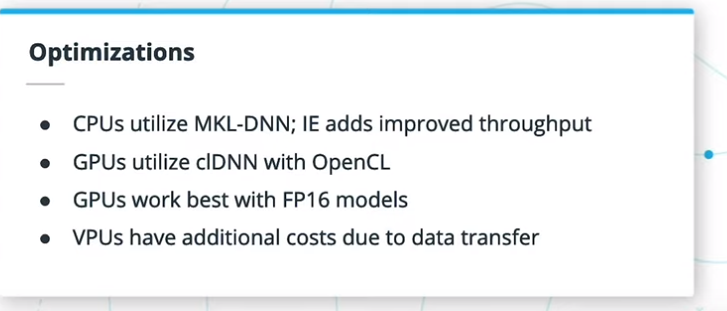 Optimizations
CPUs utilize MKL-DNN; IE adds improved throughput
GPUs utilize clDNN with OpenCL
GPUs work best with FP16 models
VPUs have additional costs due to data transfer